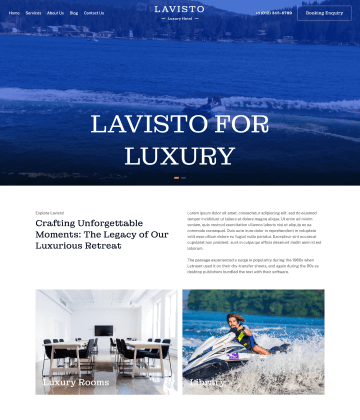 Home Services About Us Blog Contact Us
LAVISTO
Luxury Hotel
Booking Enquiry
LAVISTO FOR
LUXURY
Explore Lavisto
Crafting Unforgettable
Moments: The Legacy of Our
Luxurious Retreat
Lorem ipsum dolor sit amet, consectetur adipiscing elit, sed do eiusmod
tempor incididunt ut labore et dolore magna aliqua. Ut enim ad minim
veniam, quis nostrud exercitation ullamco laboris nisi ut aliquip ex ea
commodo consequat. Duis aute irure dolor in reprehenderit in voluptate
velit esse cillum dolore eu fugiat nulla pariatur. Excepteur sint occaecat
cupidatat non proident, sunt in culpa qui officia deserunt mollit anim id est
laborum.
The passage experienced a surge in popularity during the 1960s when
Letraset used it on their dry-transfer sheets, and again during the 90s as
desktop publishers bundled the text with their software.
Luxury Rooms
Library